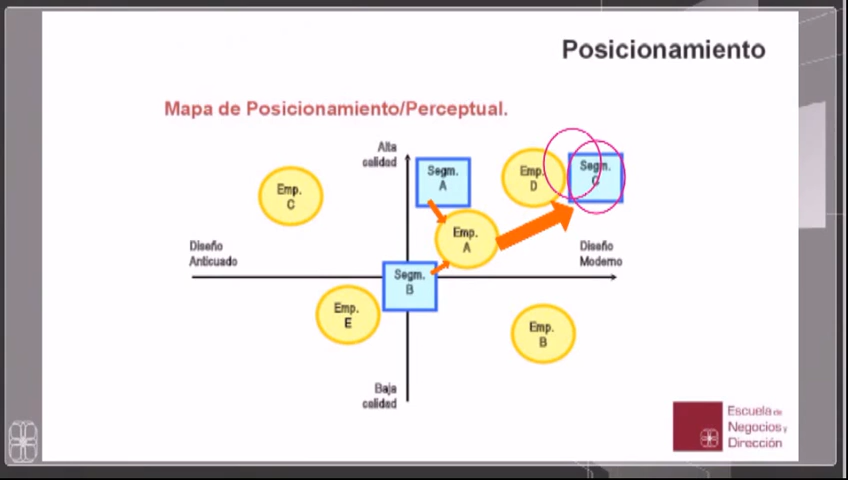 Posicionamiento
Mapa de Posicionamiento/Perceptual.
Alta
calidad
Segm.
A
Emp.
D
Segm.
C
Emp.
C
Emp.
A
Diseño
Anticuado
Diseño
Moderno
Segm.
B
Emp.
E
Emp.
B
Baja
calidad
Escuela de
Negocios y
Dirección